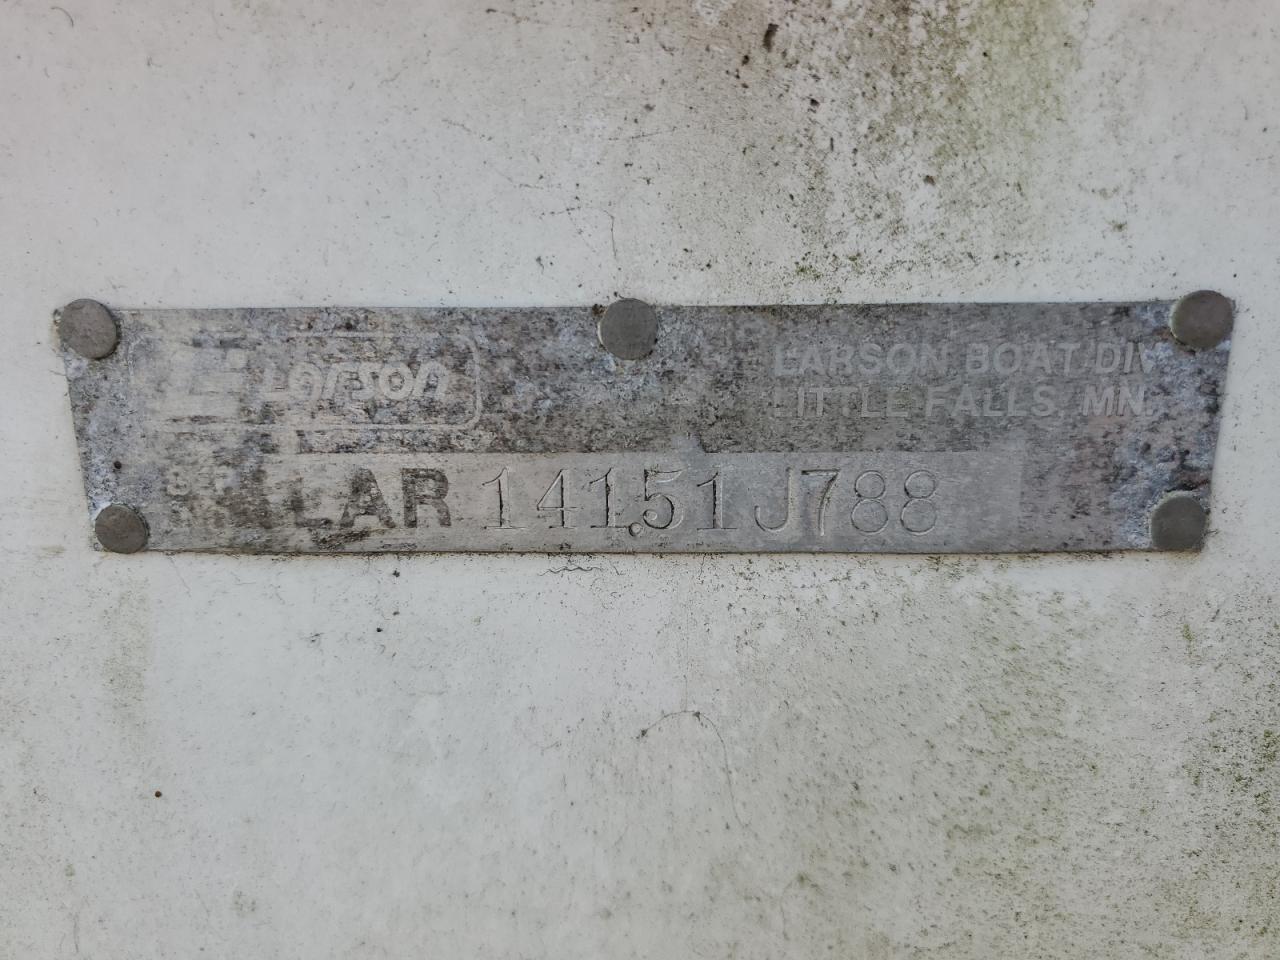 Larson
LARSON BOAT DIV
LITTLE FALLS, MN.
LAR 14151J788